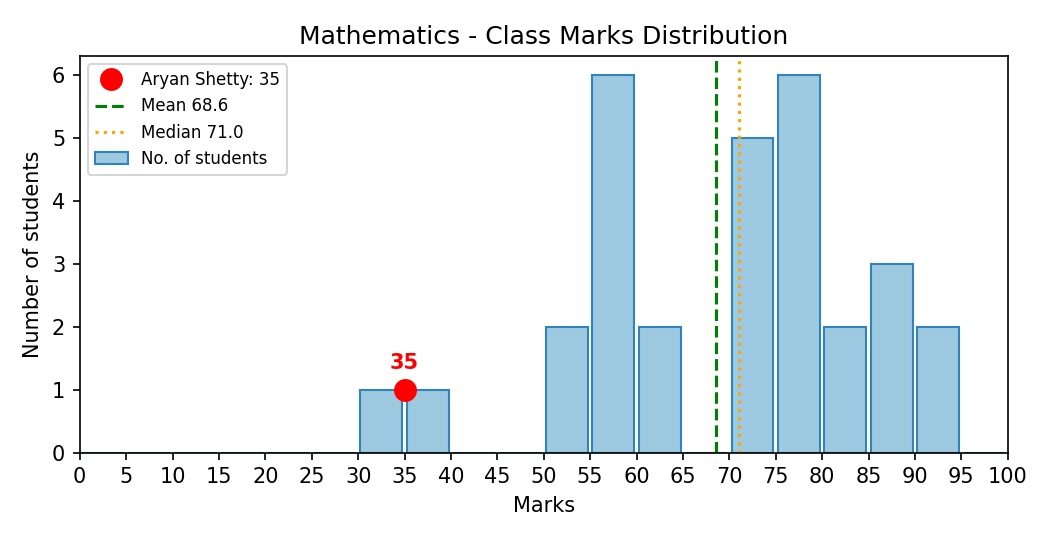 Mathematics - Class Marks Distribution
Aryan Shetty: 35
Mean 68.6
Median 71.0
No. of students
Number of students
6
5
4
3
2
1
0
35
0 5 10 15 20 25 30 35 40 45 50 55 60 65 70 75 80 85 90 95 100
Marks